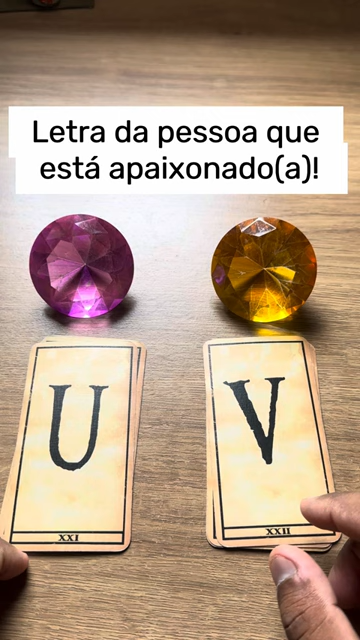 Letra da pessoa que
está apaixonado(a)!
U
V
XXI
XXII